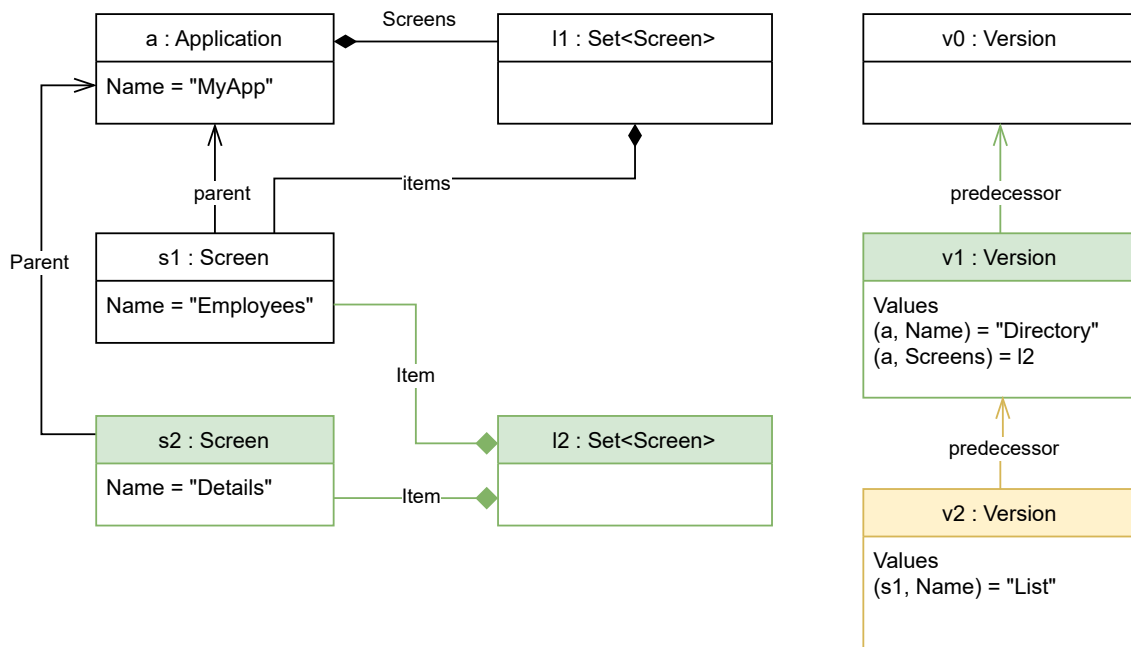 Screens
a : Application
Name = "MyApp"
l1 : Set<Screen>
v0 : Version
parent
items
predecessor
Parent
s1 : Screen
Name = "Employees"
v1 : Version
Values
(a, Name) = "Directory"
(a, Screens) = l2
Item
s2 : Screen
Name = "Details"
l2 : Set<Screen>
Item
predecessor
v2 : Version
Values
(s1, Name) = "List"